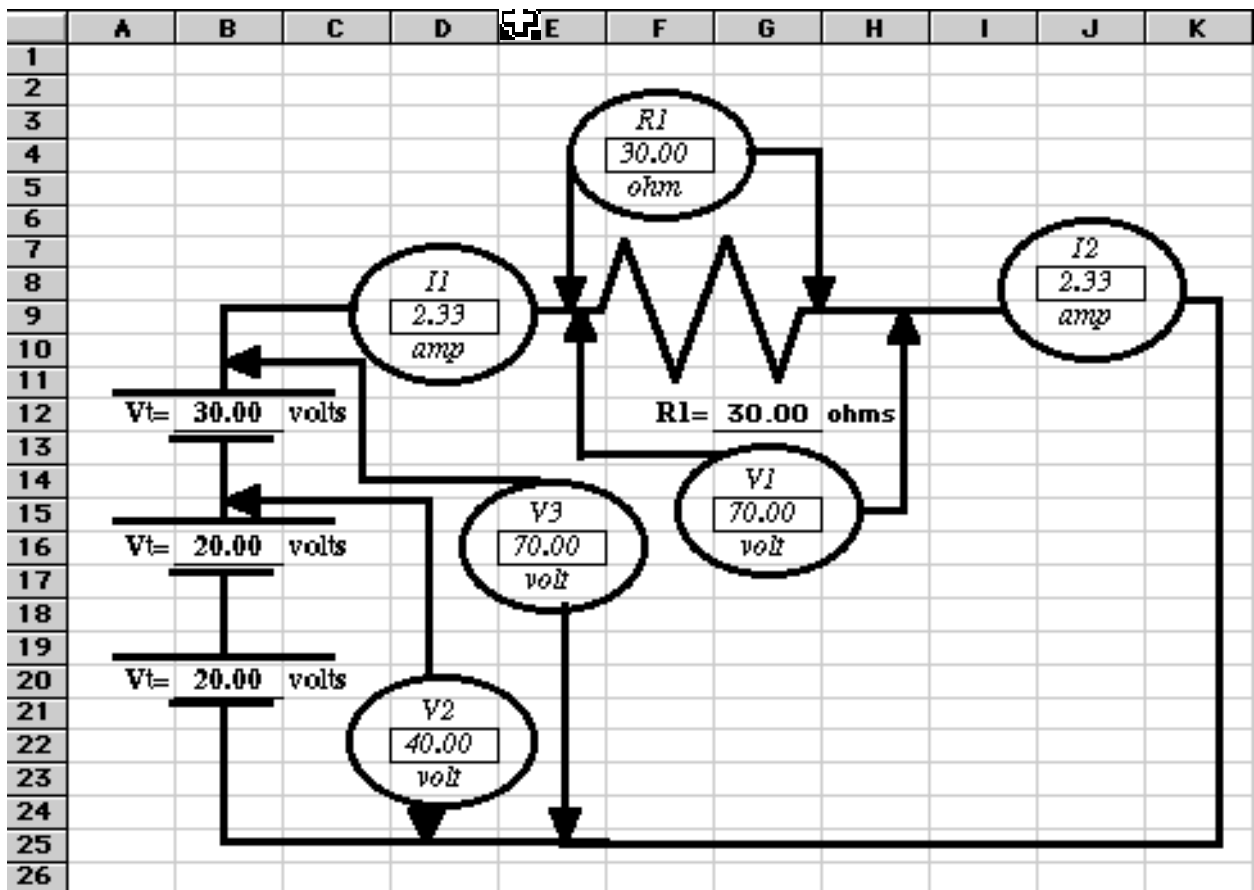 A B C D E F G H I J K
1
2
3
R1
4
30.00
5
ohm
6
7
I2
8
I1
2.33
9
2.33
amp
10
amp
11
12
Vt= 30.00 volts
R1= 30.00 ohms
13
14
V1
15
V3
70.00
16
Vt= 20.00 volts
70.00
volt
17
volt
18
19
20
Vt= 20.00 volts
21
V2
22
40.00
23
volt
24
25
26